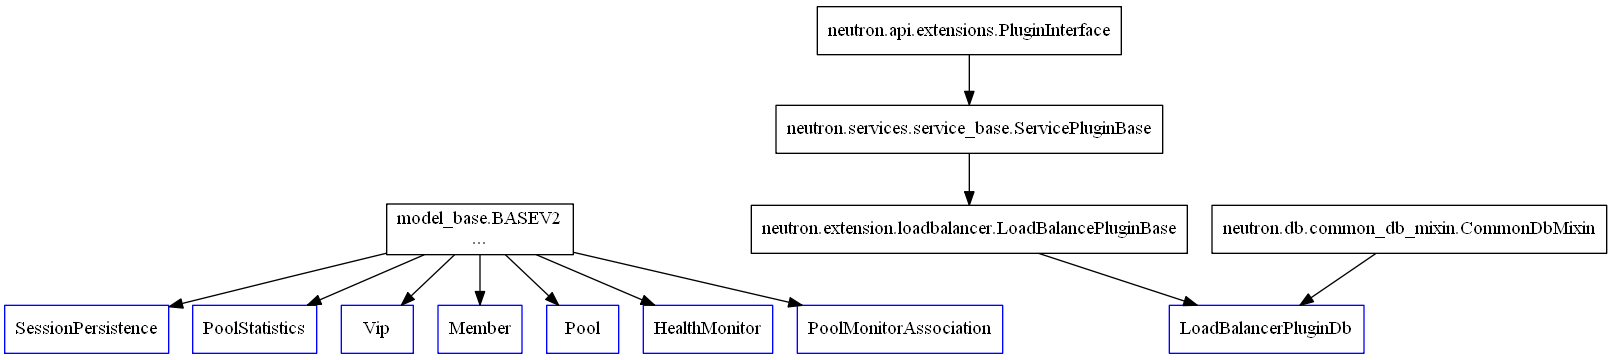 neutron.api.extensions.PluginInterface
neutron.services.service_base.ServicePluginBase
model_base.BASEV2
...
neutron.extension.loadbalancer.LoadBalancePluginBase
neutron.db.common_db_mixin.CommonDbMixin
SessionPersistence
PoolStatistics
Vip
Member
Pool
HealthMonitor
PoolMonitorAssociation
LoadBalancerPluginDb